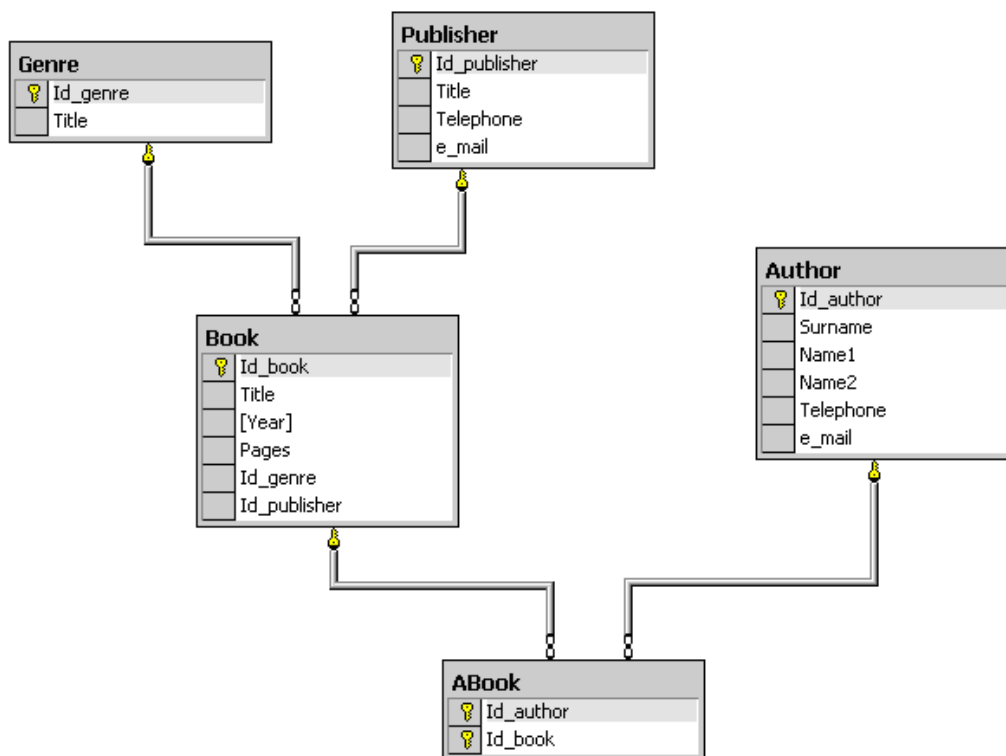 Genre
Id_genre
Title
Publisher
Id_publisher
Title
Telephone
e_mail
Author
Id_author
Surname
Name1
Name2
Telephone
e_mail
Book
Id_book
Title
[Year]
Pages
Id_genre
Id_publisher
ABook
Id_author
Id_book